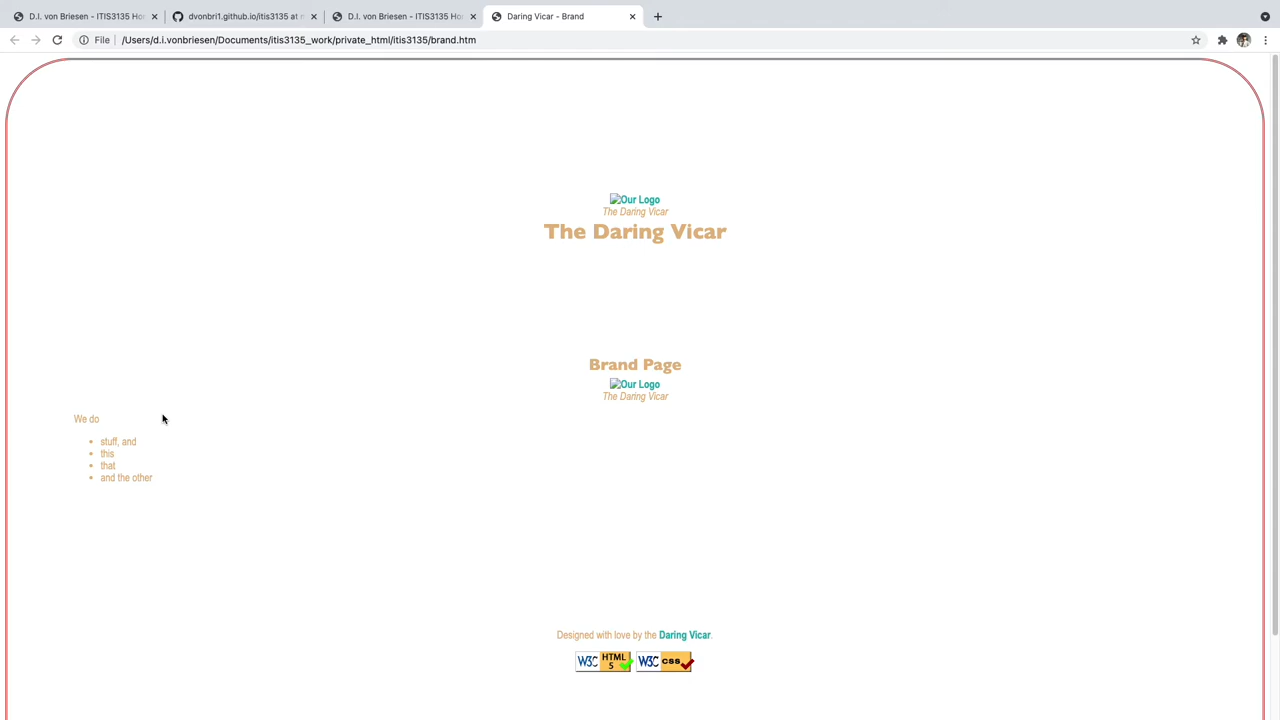 D.I. von Briesen - ITIS3135 Ho
dvonbri1.github.io/itis3135 at n
D.I. von Briesen - ITIS3135 Ho
Daring Vicar - Brand
File
/Users/d.i.vonbriesen/Documents/itis3135_work/private_html/itis3135/brand.htm
Our Logo
The Daring Vicar
The Daring Vicar
Brand Page
Our Logo
The Daring Vicar
We do
• stuff, and
• this
• that
• and the other
Designed with love by the Daring Vicar.
W3C HTML 5 W3C css